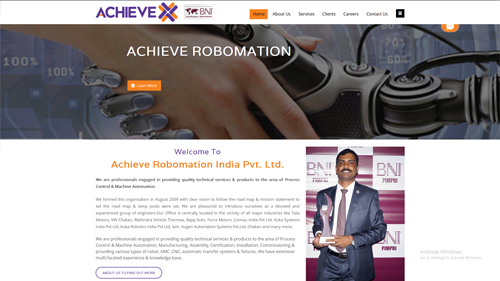 ACHIEVE X BNI
Home About Us Services Clients Careers Contact Us
100%
100%
ACHIEVE ROBOMATION
Learn More
Welcome To
Achieve Robomation India Pvt. Ltd.
We are professionals engaged in providing quality technical services & products to the area of Process
Control & Machine Automation.
We formed this organisation in August 2009 with clear vision to follow the road map & mission statement to
set the road map & lamp posts were set. We are pleasured to introduce ourselves as a devoted and
experienced group of engineers.Our Office is centrally located in the vicinity of all major industries like Tata
Motors, VW Chakan, Mahindra Vehicle Thermax, Bajaj Auto, Force Motors ,Comau India Pvt Ltd, Kuka Systems
India Pvt Ltd, Kuka Robotics India Pvt Ltd, Sein -kogen Automation Systems Pvt.Ltd, Chakan and many more.
We are professionals engaged in providing quality technical services & products to the area of Process
Control & Machine Automation. Manufacturing, Assembly, Certification, Installation, Commissioning &
providing various types of robot, AMC ,CNC, automatic transfer systems & fixtures. We have extensive
multi faceted experience & knowledge base.
ABOUT US TO FIND OUT MORE
BNI
PIMPRI
BNI
PIMPRI
Activate Windows
Go to Settings to activate Windows.